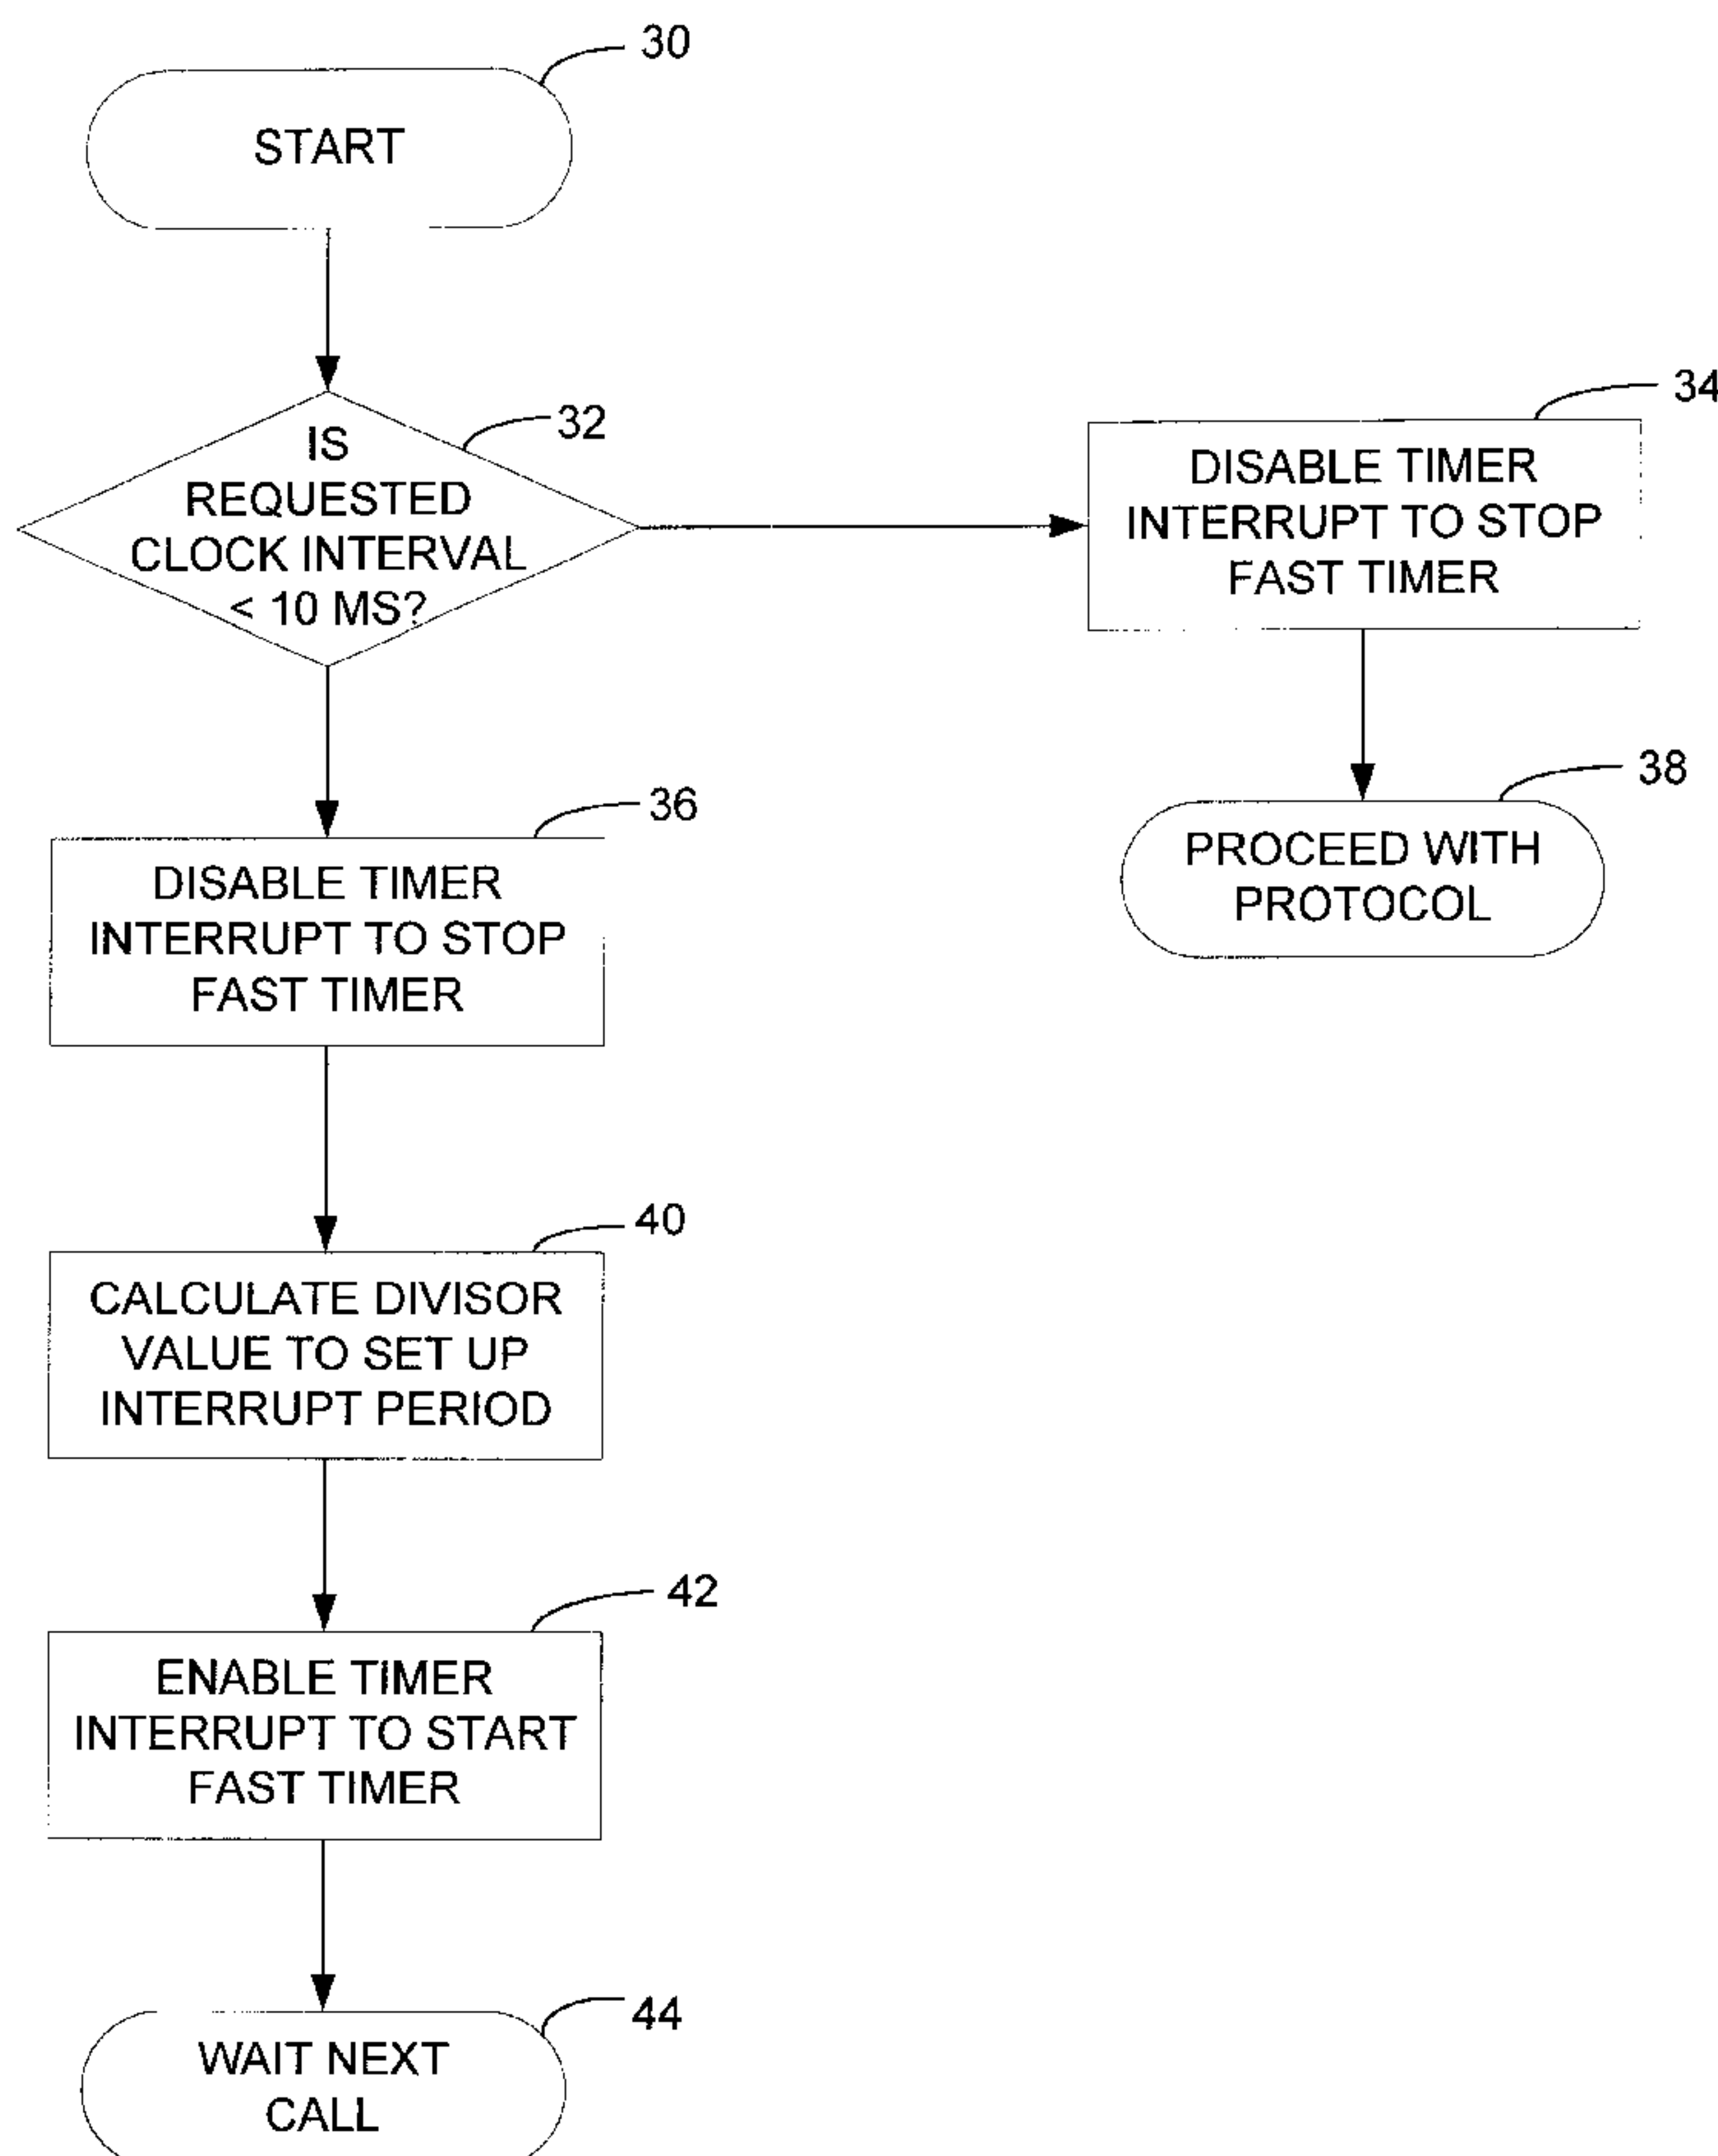 30
START
32
IS
REQUESTED
CLOCK INTERVAL
< 10 MS?
34
DISABLE TIMER
INTERRUPT TO STOP
FAST TIMER
38
PROCEED WITH
PROTOCOL
36
DISABLE TIMER
INTERRUPT TO STOP
FAST TIMER
40
CALCULATE DIVISOR
VALUE TO SET UP
INTERRUPT PERIOD
42
ENABLE TIMER
INTERRUPT TO START
FAST TIMER
44
WAIT NEXT
CALL